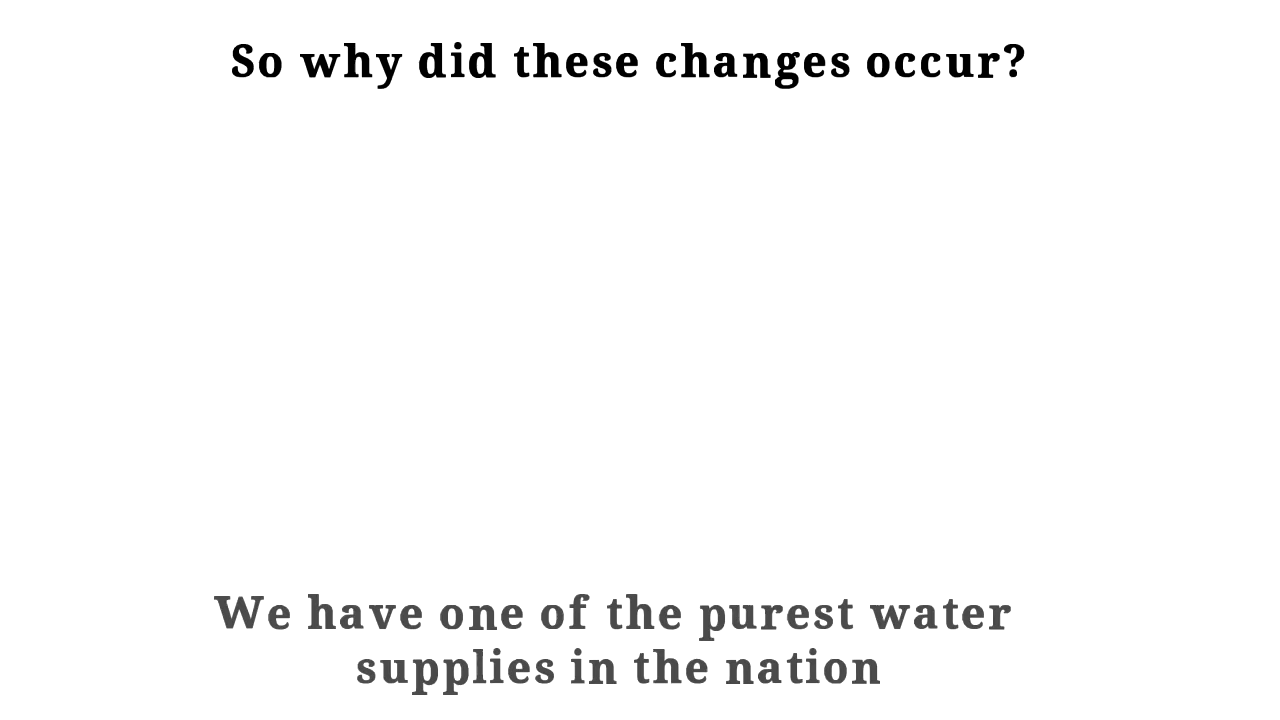 So why did these changes occur?
We have one of the purest water
supplies in the nation